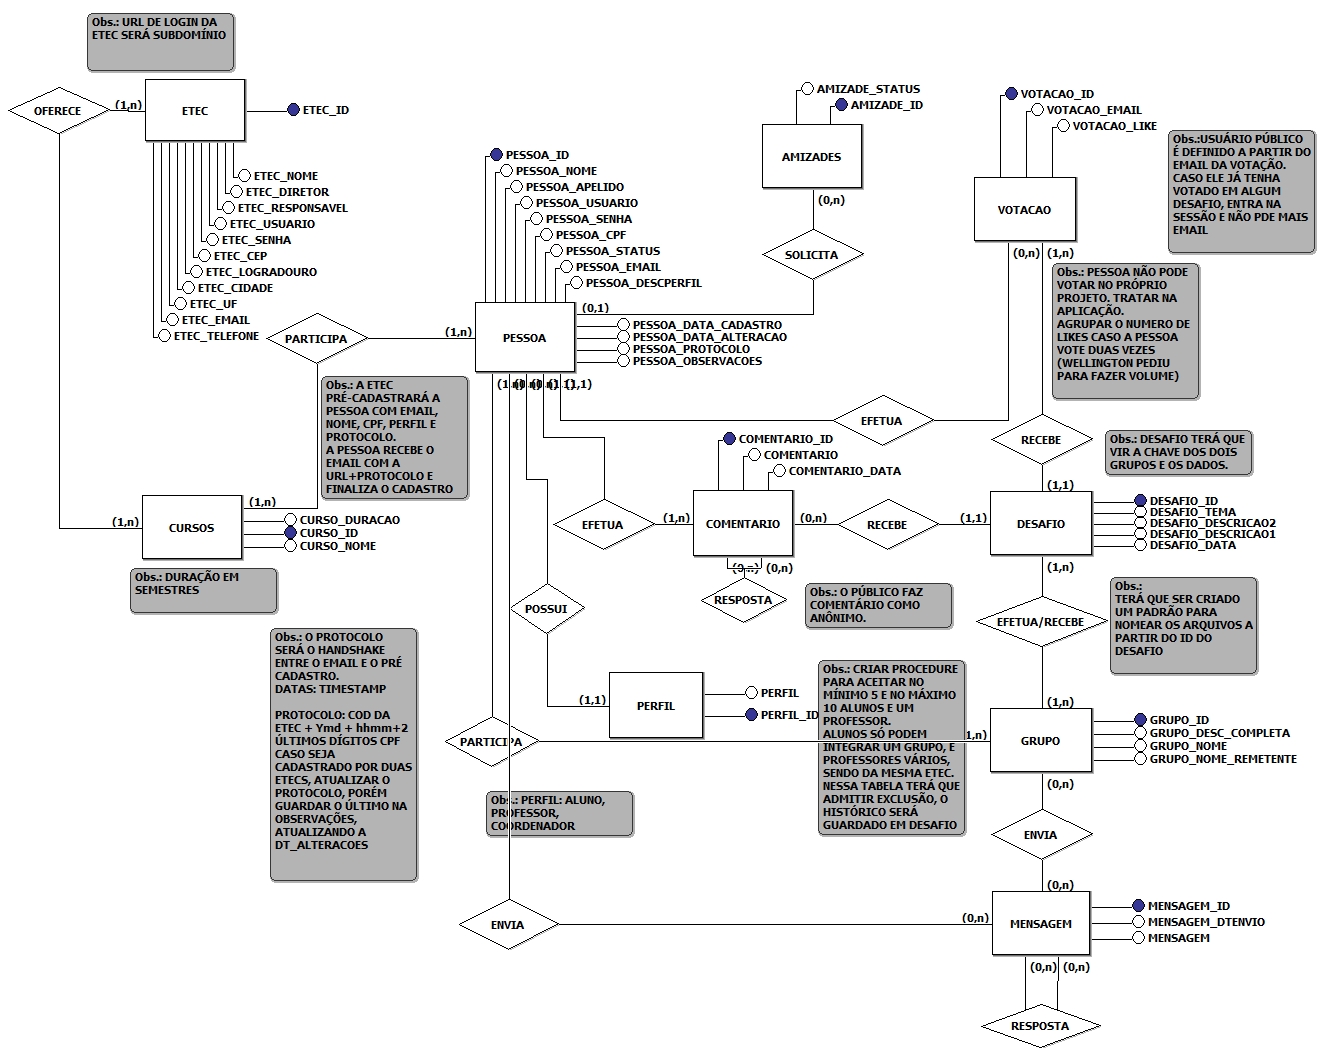 Obs.: URL DE LOGIN DA
ETEC SERÁ SUBDOMÍNIO
OFERECE
(1,n)
ETEC
ETEC_ID
ETEC_NOME
ETEC_DIRETOR
ETEC_RESPONSAVEL
ETEC_USUARIO
ETEC_SENHA
ETEC_CEP
ETEC_LOGRADOURO
ETEC_CIDADE
ETEC_UF
ETEC_EMAIL
ETEC_TELEFONE
PARTICIPA
(1,n)
PESSOA_ID
PESSOA_NOME
PESSOA_APELIDO
PESSOA_USUARIO
PESSOA_SENHA
PESSOA_CPF
PESSOA_STATUS
PESSOA_EMAIL
PESSOA_DESCPERFIL
(0,1)
PESSOA
PESSOA_DATA_CADASTRO
PESSOA_DATA_ALTERACAO
PESSOA_PROTOCOLO
PESSOA_OBSERVACOES
AMIZADE_STATUS
AMIZADE_ID
AMIZADES
(0,n)
SOLICITA
VOTACAO_ID
VOTACAO_EMAIL
VOTACAO_LIKE
VOTACAO
(0,n)
(1,n)
Obs.:USUÁRIO PÚBLICO
É DEFINIDO A PARTIR DO
EMAIL DA VOTAÇÃO.
CASO ELE JÁ TENHA
VOTADO EM ALGUM
DESAFIO, ENTRA NA
SESSÃO E NÃO PDE MAIS
EMAIL
Obs.: PESSOA NÃO PODE
VOTAR NO PRÓPRIO
PROJETO. TRATAR NA
APLICAÇÃO.
AGRUPAR O NUMERO DE
LIKES CASO A PESSOA
VOTE DUAS VEZES
(WELLINGTON PEDIU
PARA FAZER VOLUME)
Obs.: A ETEC
PRÉ-CADASTRARÁ A
PESSOA COM EMAIL,
NOME, CPF, PERFIL E
PROTOCOLO.
A PESSOA RECEBE O
EMAIL COM A
URL+PROTOCOLO E
FINALIZA O CADASTRO
(1,1)
EFETUA
RECEBE
Obs.: DESAFIO TERÁ QUE
VIR A CHAVE DOS DOIS
GRUPOS E OS DADOS.
(1,n)
(1,n)
CURSOS
CURSO_DURACAO
CURSO_ID
CURSO_NOME
Obs.: DURAÇÃO EM
SEMESTRES
COMENTARIO_ID
COMENTARIO
COMENTARIO_DATA
EFETUA
(1,n)
COMENTARIO
(0,n)
RECEBE
(1,1)
(1,1)
DESAFIO
DESAFIO_ID
DESAFIO_TEMA
DESAFIO_DESCRICAO2
DESAFIO_DESCRICAO1
DESAFIO_DATA
(0,n)
(0,n)
RESPOSTA
Obs.: O PÚBLICO FAZ
COMENTÁRIO COMO
ANÔNIMO.
(1,n)
EFETUA/RECEBE
Obs.:
TERÁ QUE SER CRIADO
UM PADRÃO PARA
NOMEAR OS ARQUIVOS A
PARTIR DO ID DO
DESAFIO
POSSUI
Obs.: O PROTOCOLO
SERÁ O HANDSHAKE
ENTRE O EMAIL E O PRÉ
CADASTRO.
DATAS: TIMESTAMP
PROTOCOLO: COD DA
ETEC + Ymd + hhmm+2
ÚLTIMOS DÍGITOS CPF
CASO SEJA
CADASTRADO POR DUAS
ETECS, ATUALIZAR O
PROTOCOLO, PORÉM
GUARDAR O ÚLTIMO NA
OBSERVAÇÕES,
ATUALIZANDO A
DT_ALTERACOES
(1,1)
PERFIL
PERFIL
PERFIL_ID
Obs.: CRIAR PROCEDURE
PARA ACEITAR NO
MÍNIMO 5 E NO MÁXIMO
10 ALUNOS E UM
PROFESSOR.
ALUNOS SÓ PODEM
INTEGRAR UM GRUPO, E
PROFESSORES VÁRIOS,
SENDO DA MESMA ETEC.
NESSA TABELA TERÁ QUE
ADMITIR EXCLUSÃO, O
HISTÓRICO SERÁ
GUARDADO EM DESAFIO
PARTICIPA
1,n)
(1,n)
GRUPO
GRUPO_ID
GRUPO_DESC_COMPLETA
GRUPO_NOME
GRUPO_NOME_REMETENTE
(0,n)
Obs.: PERFIL: ALUNO,
PROFESSOR,
COORDENADOR
ENVIA
(0,n)
ENVIA
(0,n)
MENSAGEM
MENSAGEM_ID
MENSAGEM_DTENVIO
MENSAGEM
(0,n)
(0,n)
RESPOSTA